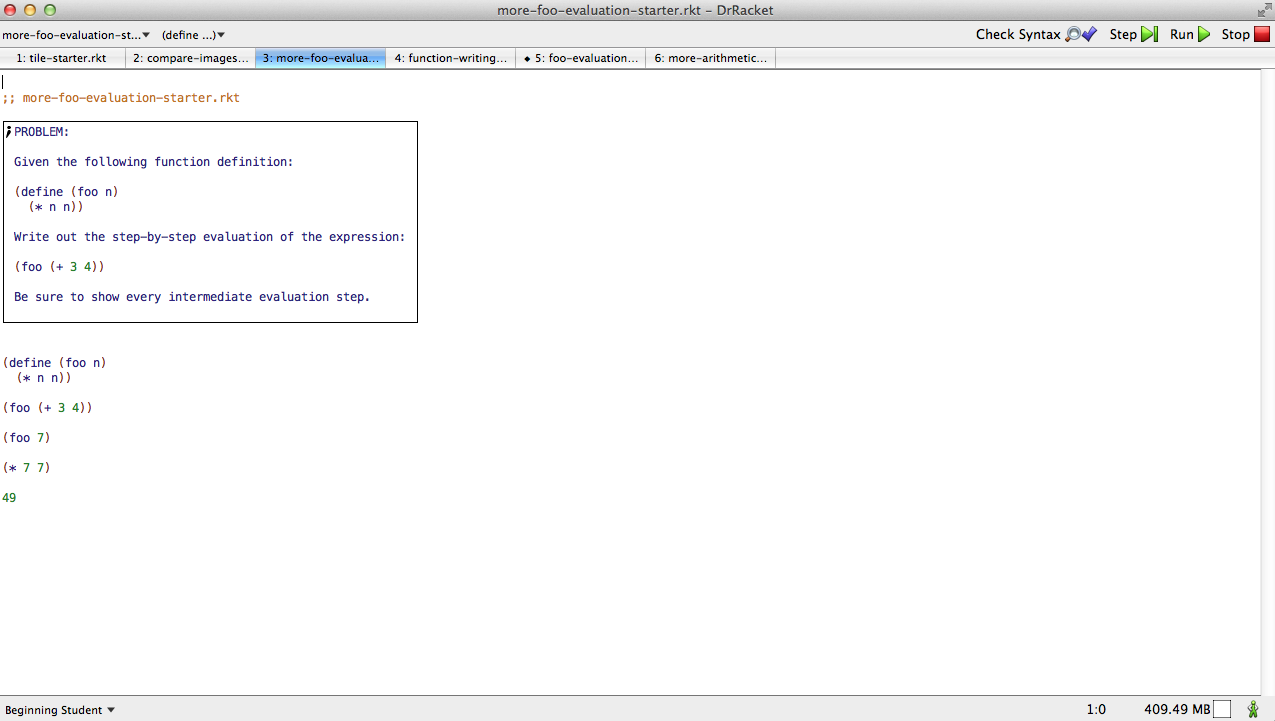 more-foo-evaluation-starter.rkt - DrRacket
more-foo-evaluation-st... (define ...) Check Syntax Step Run Stop
1: tile-starter.rkt 2: compare-images... 3: more-foo-evalua... 4: function-writing... 5: foo-evaluation... 6: more-arithmetic...
;; more-foo-evaluation-starter.rkt
;PROBLEM:
Given the following function definition:
(define (foo n)
(* n n))
Write out the step-by-step evaluation of the expression:
(foo (+ 3 4))
Be sure to show every intermediate evaluation step.
(define (foo n)
(* n n))
(foo (+ 3 4))
(foo 7)
(* 7 7)
49
Beginning Student 1:0 409.49 MB